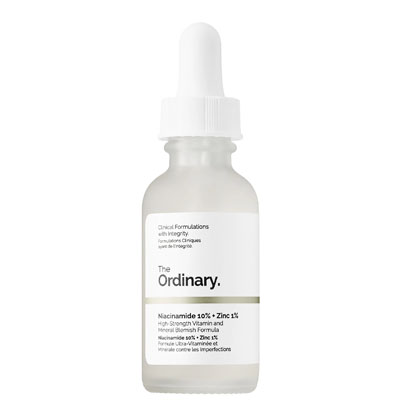 Clinical Formulations
with Integrity.
Formulations Cliniques
ayant de l'intégrité.
The
Ordinary.
Niacinamide 10% + Zinc 1%
High-Strength Vitamin and
Mineral Blemish Formula
Niacinamide 10% + Zinc 1%
Formule Ultra-Vitaminée et
Minérale contre les Imperfections